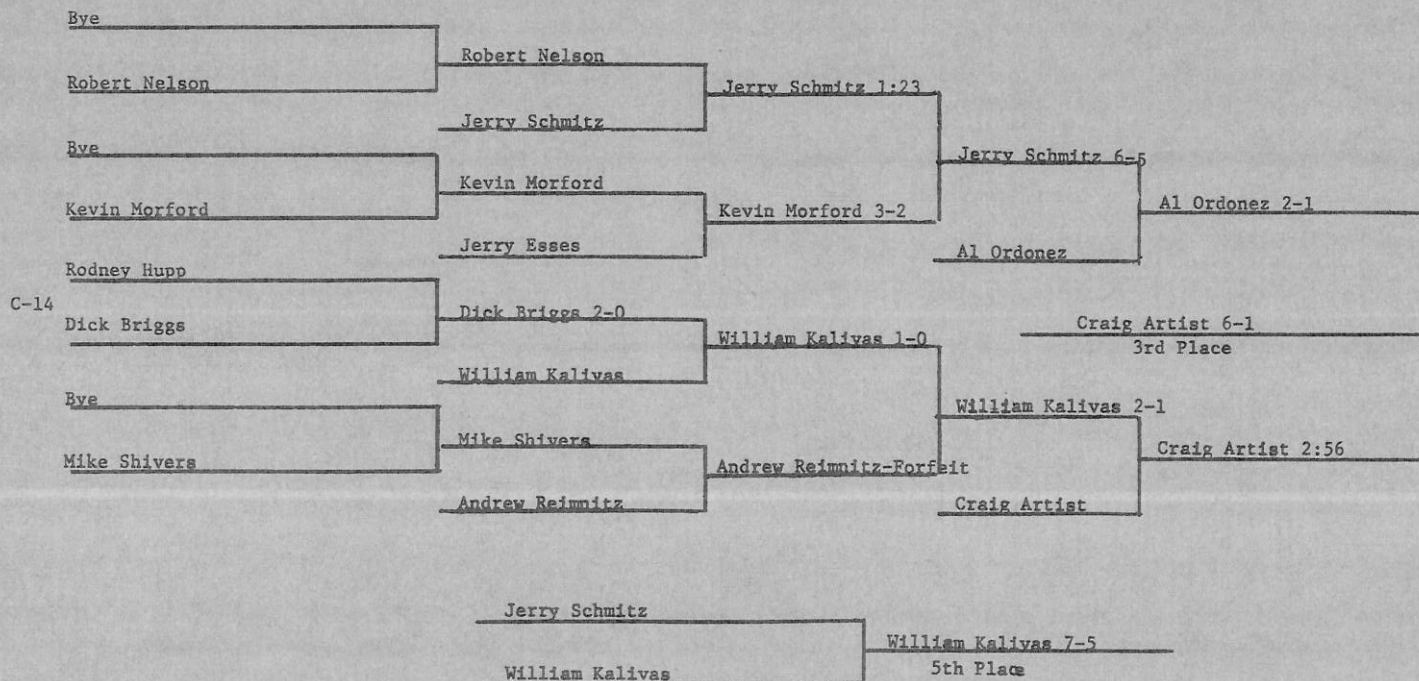 Bye
Robert Nelson
Robert Nelson
Jerry Schmitz 1:23
Jerry Schmitz
Bye
Jerry Schmitz 6-5
Kevin Morford
Kevin Morford
Kevin Morford 3-2
Al Ordonez 2-1
Jerry Esses
Al Ordonez
Rodney Hupp
C-14
Dick Briggs
Dick Briggs 2-0
Craig Artist 6-1
3rd Place
William Kalivas 1-0
William Kalivas
Bye
William Kalivas 2-1
Mike Shivers
Mike Shivers
Craig Artist 2:56
Andrew Reimnitz-Forfeit
Andrew Reimnitz
Craig Artist
Jerry Schmitz
William Kalivas 7-5
5th Place
William Kalivas